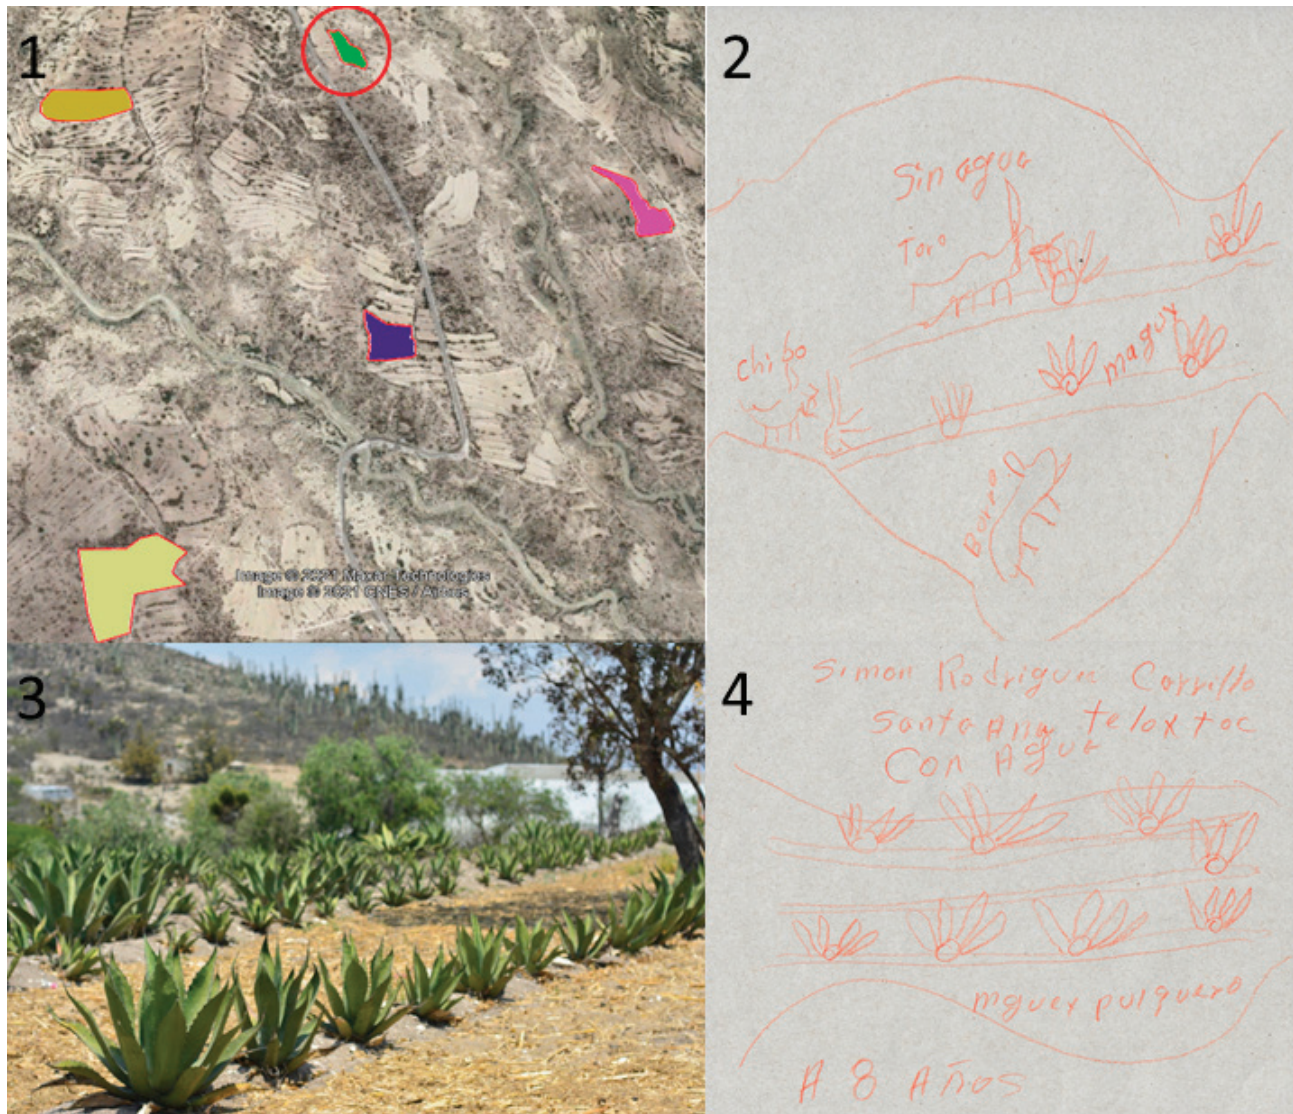 1
Image © 2021 Maxar Technologies
Image © 2021 CNES / Airbus
2
Sin agua
Toro
maguy
chibo
Burro
3
4
Simon Rodriguez Carrillo
Santa Ana teloxtoc
Con Agua
mguey pulquero
A 8 Años